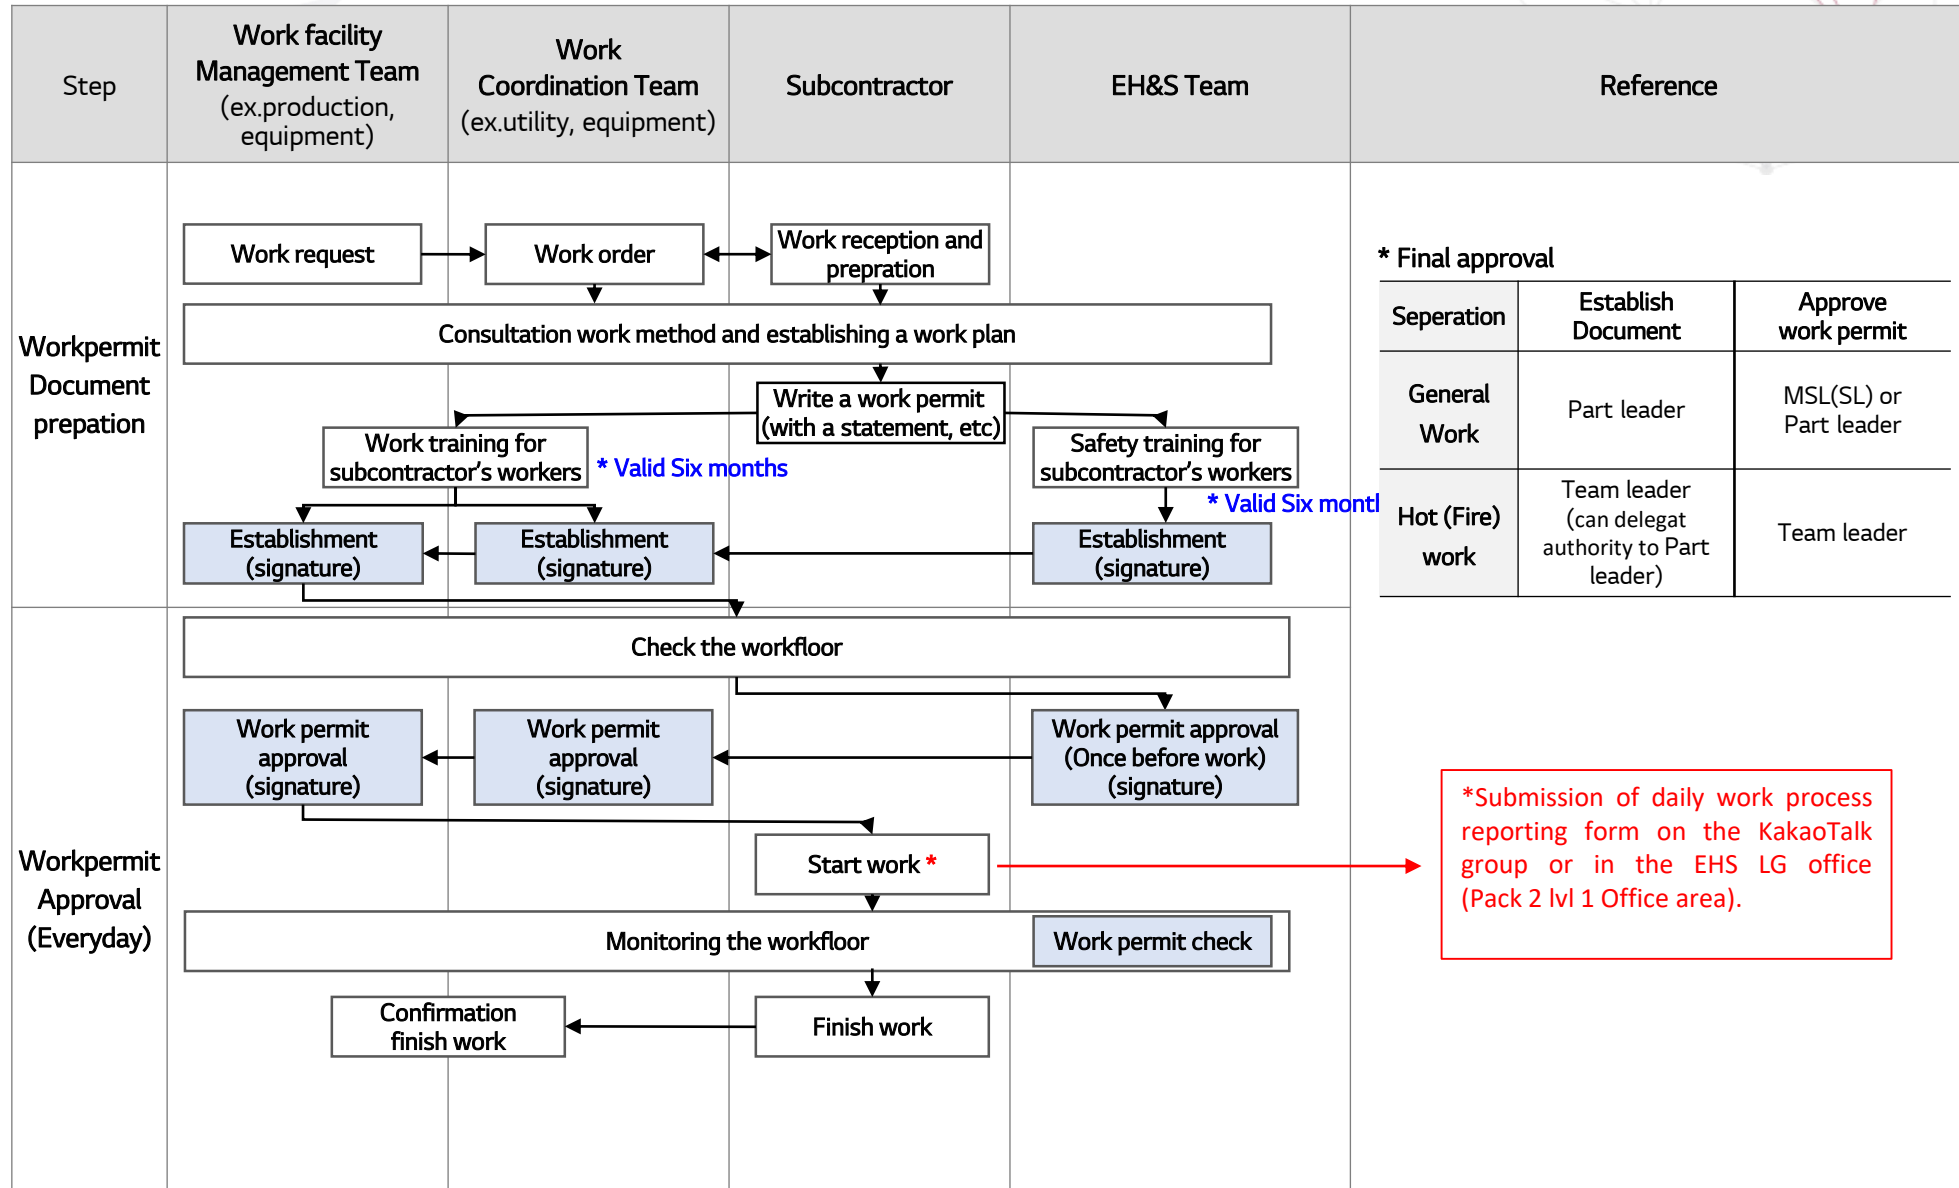 Step
Work facility
Management Team
(ex.production,
equipment)
Work
Coordination Team
(ex.utility, equipment)
Subcontractor
EH&S Team
Reference
Workpermit
Document
prepation
Work request
Work order
Work reception and
prepration
Consultation work method and establishing a work plan
Write a work permit
(with a statement, etc)
Work training for
subcontractor's workers
* Valid Six months
Safety training for
subcontractor's workers
* Valid Six month
Establishment
(signature)
Establishment
(signature)
Establishment
(signature)
* Final approval
Seperation
Establish
Document
Approve
work permit
General
Work
Part leader
MSL(SL) or
Part leader
Hot (Fire)
work
Team leader
(can delegat
authority to Part
leader)
Team leader
Workpermit
Approval
(Everyday)
Check the workfloor
Work permit
approval
(signature)
Work permit
approval
(signature)
Work permit approval
(Once before work)
(signature)
Start work *
*Submission of daily work process
reporting form on the KakaoTalk
group or in the EHS LG office
(Pack 2 lvl 1 Office area).
Monitoring the workfloor
Work permit check
Confirmation
finish work
Finish work